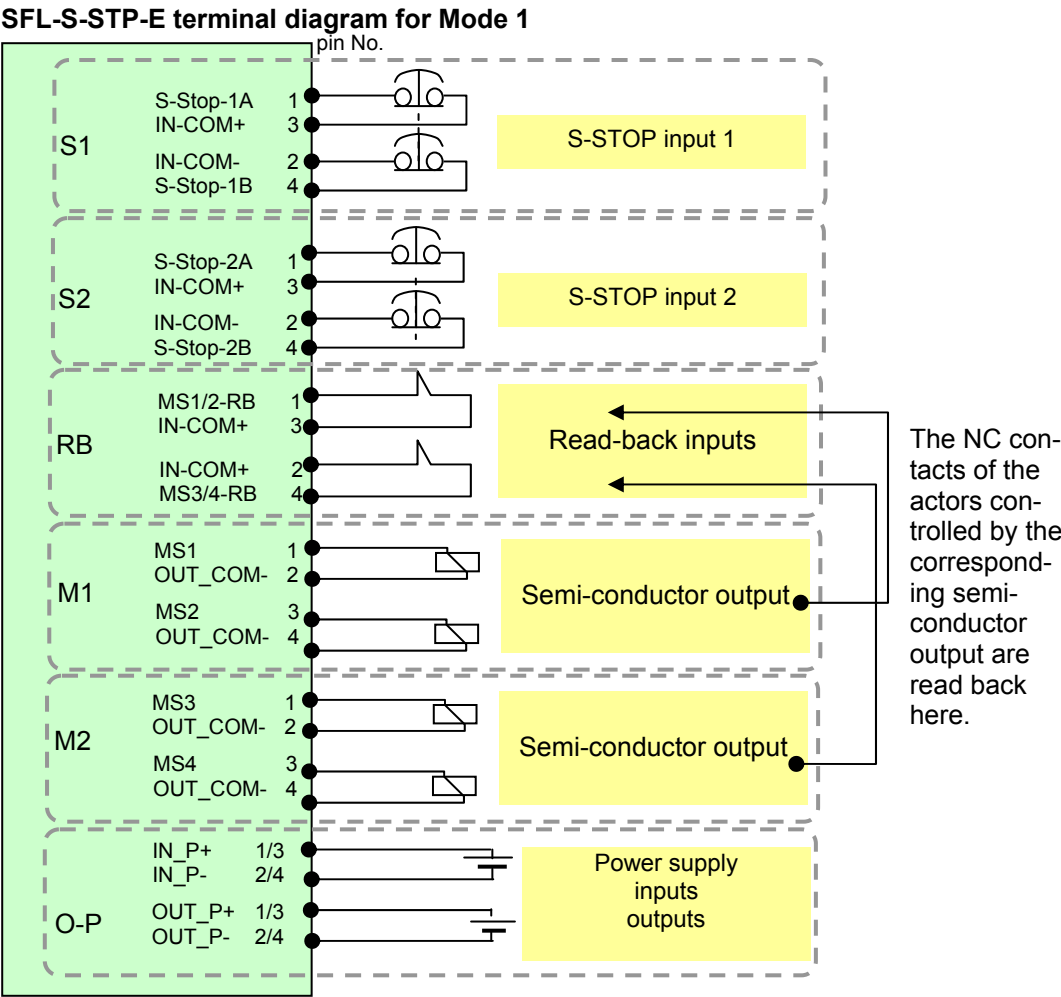 SFL-S-STP-E terminal diagram for Mode 1
pin No.
S1
S-Stop-1A 1
IN-COM+ 3
IN-COM- 2
S-Stop-1B 4
S-STOP input 1
S2
S-Stop-2A 1
IN-COM+ 3
IN-COM- 2
S-Stop-2B 4
S-STOP input 2
RB
MS1/2-RB 1
IN-COM+ 3
IN-COM+ 2
MS3/4-RB 4
Read-back inputs
The NC con-
tacts of the
actors con-
trolled by the
correspond-
ing semi-
conductor
output are
read back
here.
M1
MS1 1
OUT_COM- 2
MS2 3
OUT_COM- 4
Semi-conductor output
M2
MS3 1
OUT_COM- 2
MS4 3
OUT_COM- 4
Semi-conductor output
O-P
IN_P+ 1/3
IN_P- 2/4
OUT_P+ 1/3
OUT_P- 2/4
Power supply
inputs
outputs